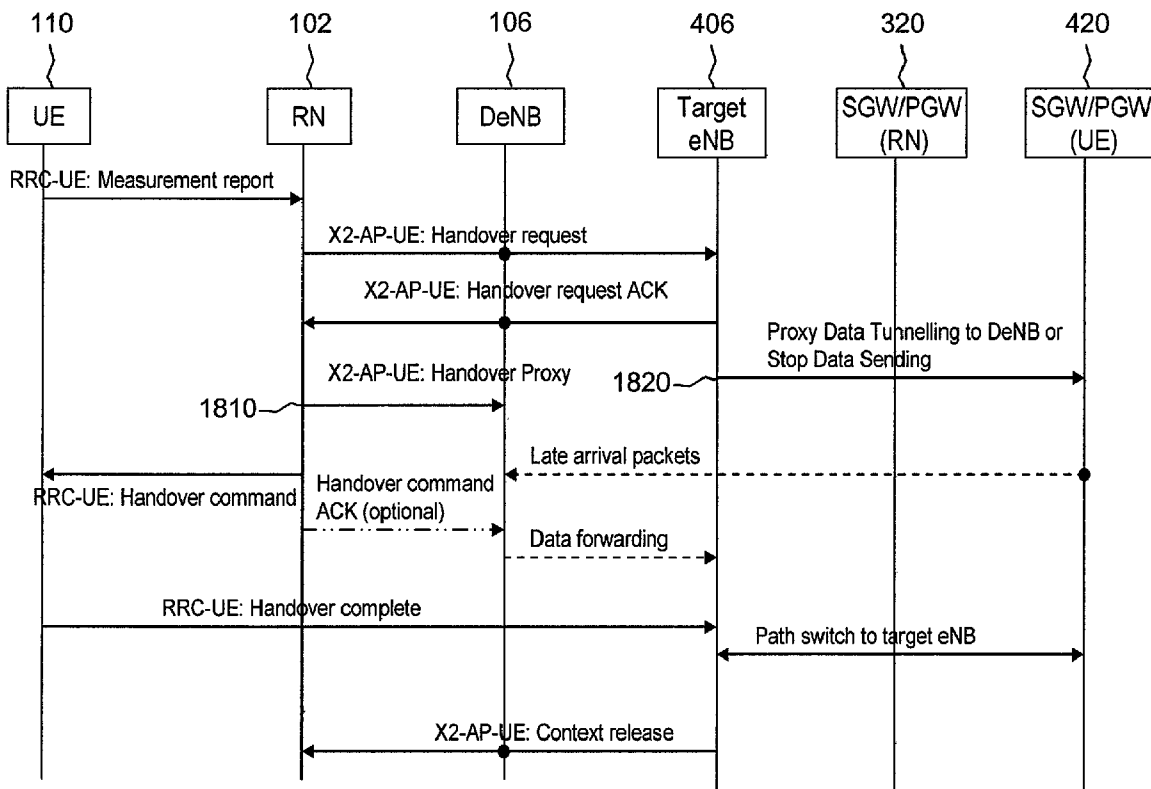 110
102
106
406
320
420
UE
RN
DeNB
Target
eNB
SGW/PGW
(RN)
SGW/PGW
(UE)
RRC-UE: Measurement report
X2-AP-UE: Handover request
X2-AP-UE: Handover request ACK
Proxy Data Tunnelling to DeNB or
Stop Data Sending
1820
X2-AP-UE: Handover Proxy
1810
Late arrival packets
RRC-UE: Handover command
Handover command
ACK (optional)
Data forwarding
RRC-UE: Handover complete
Path switch to target eNB
X2-AP-UE: Context release